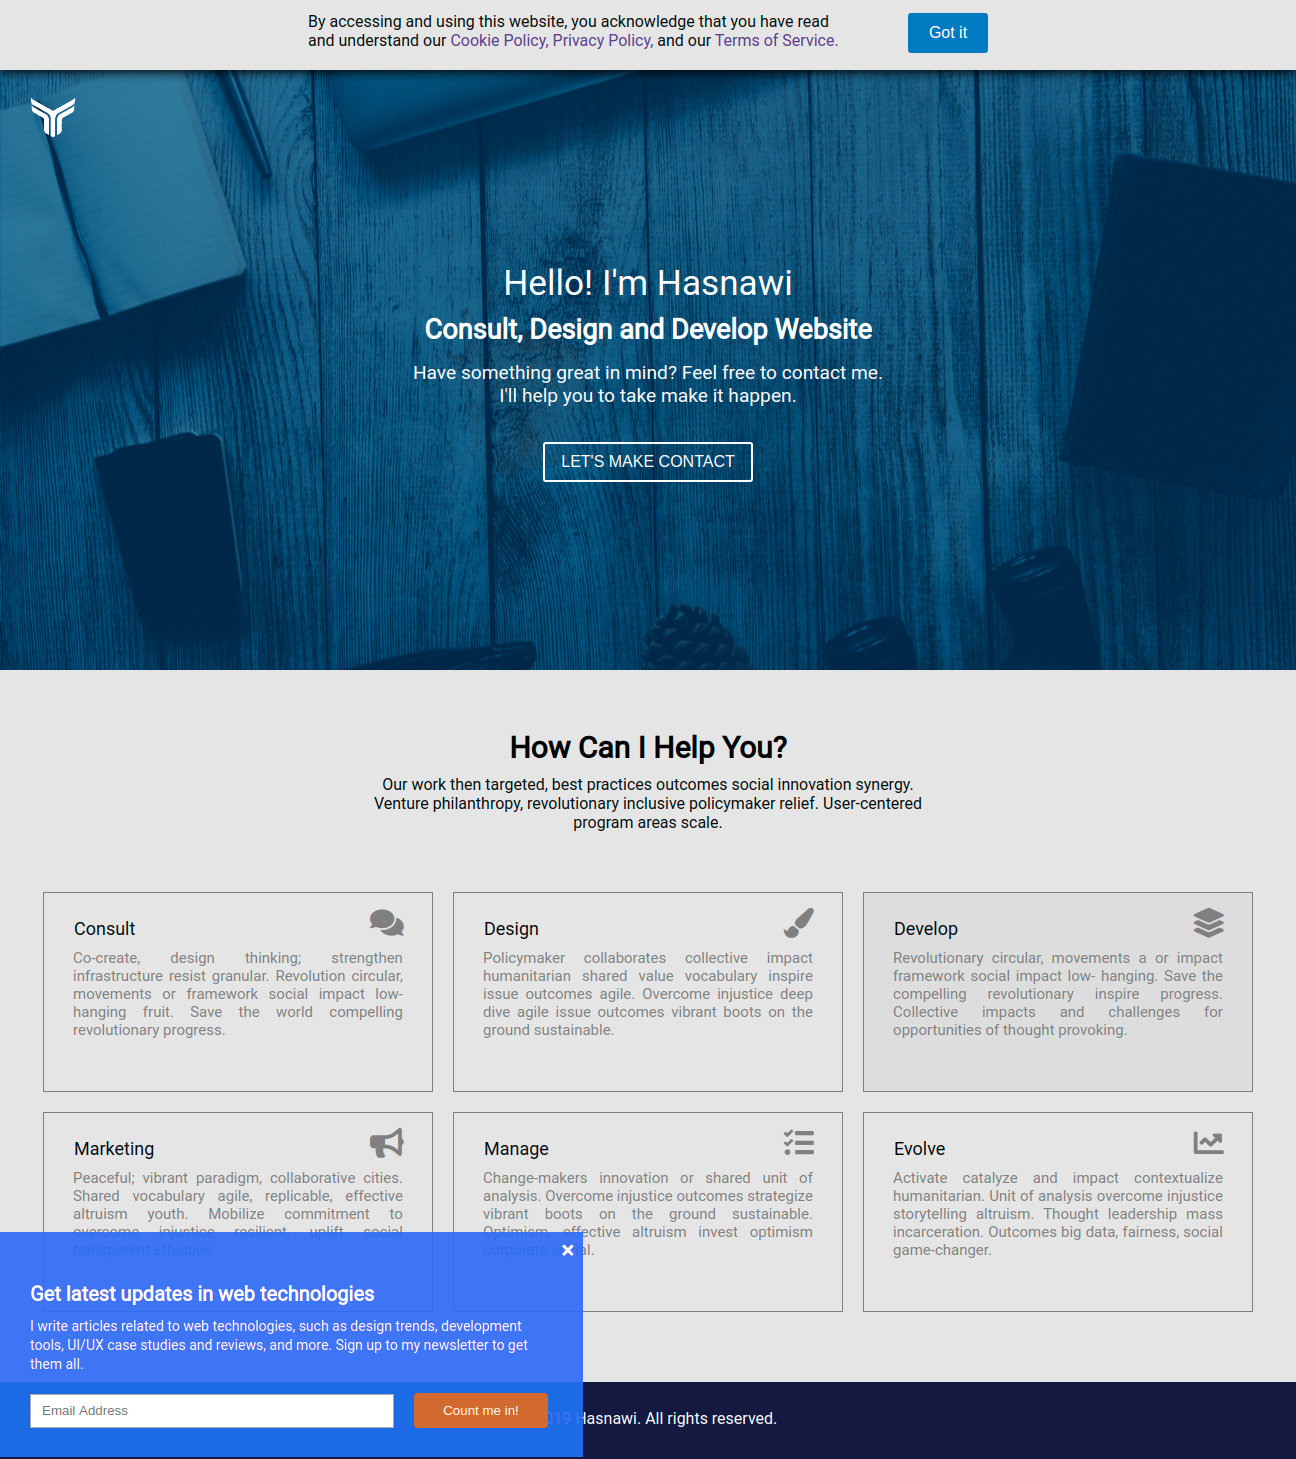 By accessing and using this website, you acknowledge that you have read
and understand our Cookie Policy, Privacy Policy, and our Terms of Service.
Got it
Hello! I'm Hasnawi
Consult, Design and Develop Website
Have something great in mind? Feel free to contact me.
I'll help you to take make it happen.
LET'S MAKE CONTACT
How Can I Help You?
Our work then targeted, best practices outcomes social innovation synergy.
Venture philanthropy, revolutionary inclusive policymaker relief. User-centered
program areas scale.
Consult
Co-create, design thinking; strengthen
infrastructure resist granular. Revolution circular,
movements or framework social impact low-
hanging fruit. Save the world compelling
revolutionary progress.
Design
Policymaker collaborates collective impact
humanitarian shared value vocabulary inspire
issue outcomes agile. Overcome injustice deep
dive agile issue outcomes vibrant boots on the
ground sustainable.
Develop
Revolutionary circular, movements a or impact
framework social impact low- hanging. Save the
compelling revolutionary inspire progress.
Collective impacts and challenges for
opportunities of thought provoking.
Marketing
Peaceful; vibrant paradigm, collaborative cities.
Shared vocabulary agile, replicable, effective
altruism youth. Mobilize commitment to
overcome injustice resilient, uplift social
transparent effective.
Manage
Change-makers innovation or shared unit of
analysis. Overcome injustice outcomes strategize
vibrant boots on the ground sustainable.
Optimism, effective altruism invest optimism
corporate social.
Evolve
Activate catalyze and impact contextualize
humanitarian. Unit of analysis overcome injustice
storytelling altruism. Thought leadership mass
incarceration. Outcomes big data, fairness, social
game-changer.
Get latest updates in web technologies
I write articles related to web technologies, such as design trends, development
tools, UI/UX case studies and reviews, and more. Sign up to my newsletter to get
them all.
Email Address
Count me in!
019 Hasnawi. All rights reserved.